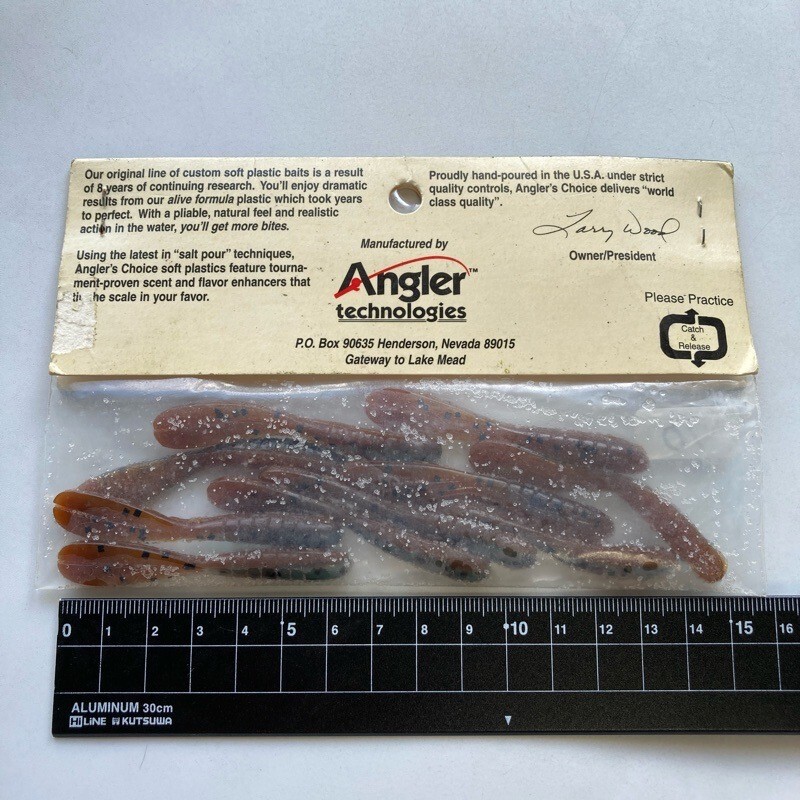 Our original line of custom soft plastic baits is a result
of 8 years of continuing research. You'll enjoy dramatic
results from our alive formula plastic which took years
to perfect. With a pliable, natural feel and realistic
action in the water, you'll get more bites.
Using the latest in "salt pour" techniques,
Angler's Choice soft plastics feature tourna-
ment-proven scent and flavor enhancers that
the scale in your favor.
Proudly hand-poured in the U.S.A. under strict
quality controls, Angler's Choice delivers "world
class quality".
Larry Wood
Owner/President
Manufactured by
Angler™
technologies
P.O. Box 90635 Henderson, Nevada 89015
Gateway to Lake Mead
Please Practice
Catch
&
Release
0 1 2 3 4 5 6 7 8 9 10 11 12 13 14 15 16
ALUMINUM 30cm
HiLiNE KUTSUWA